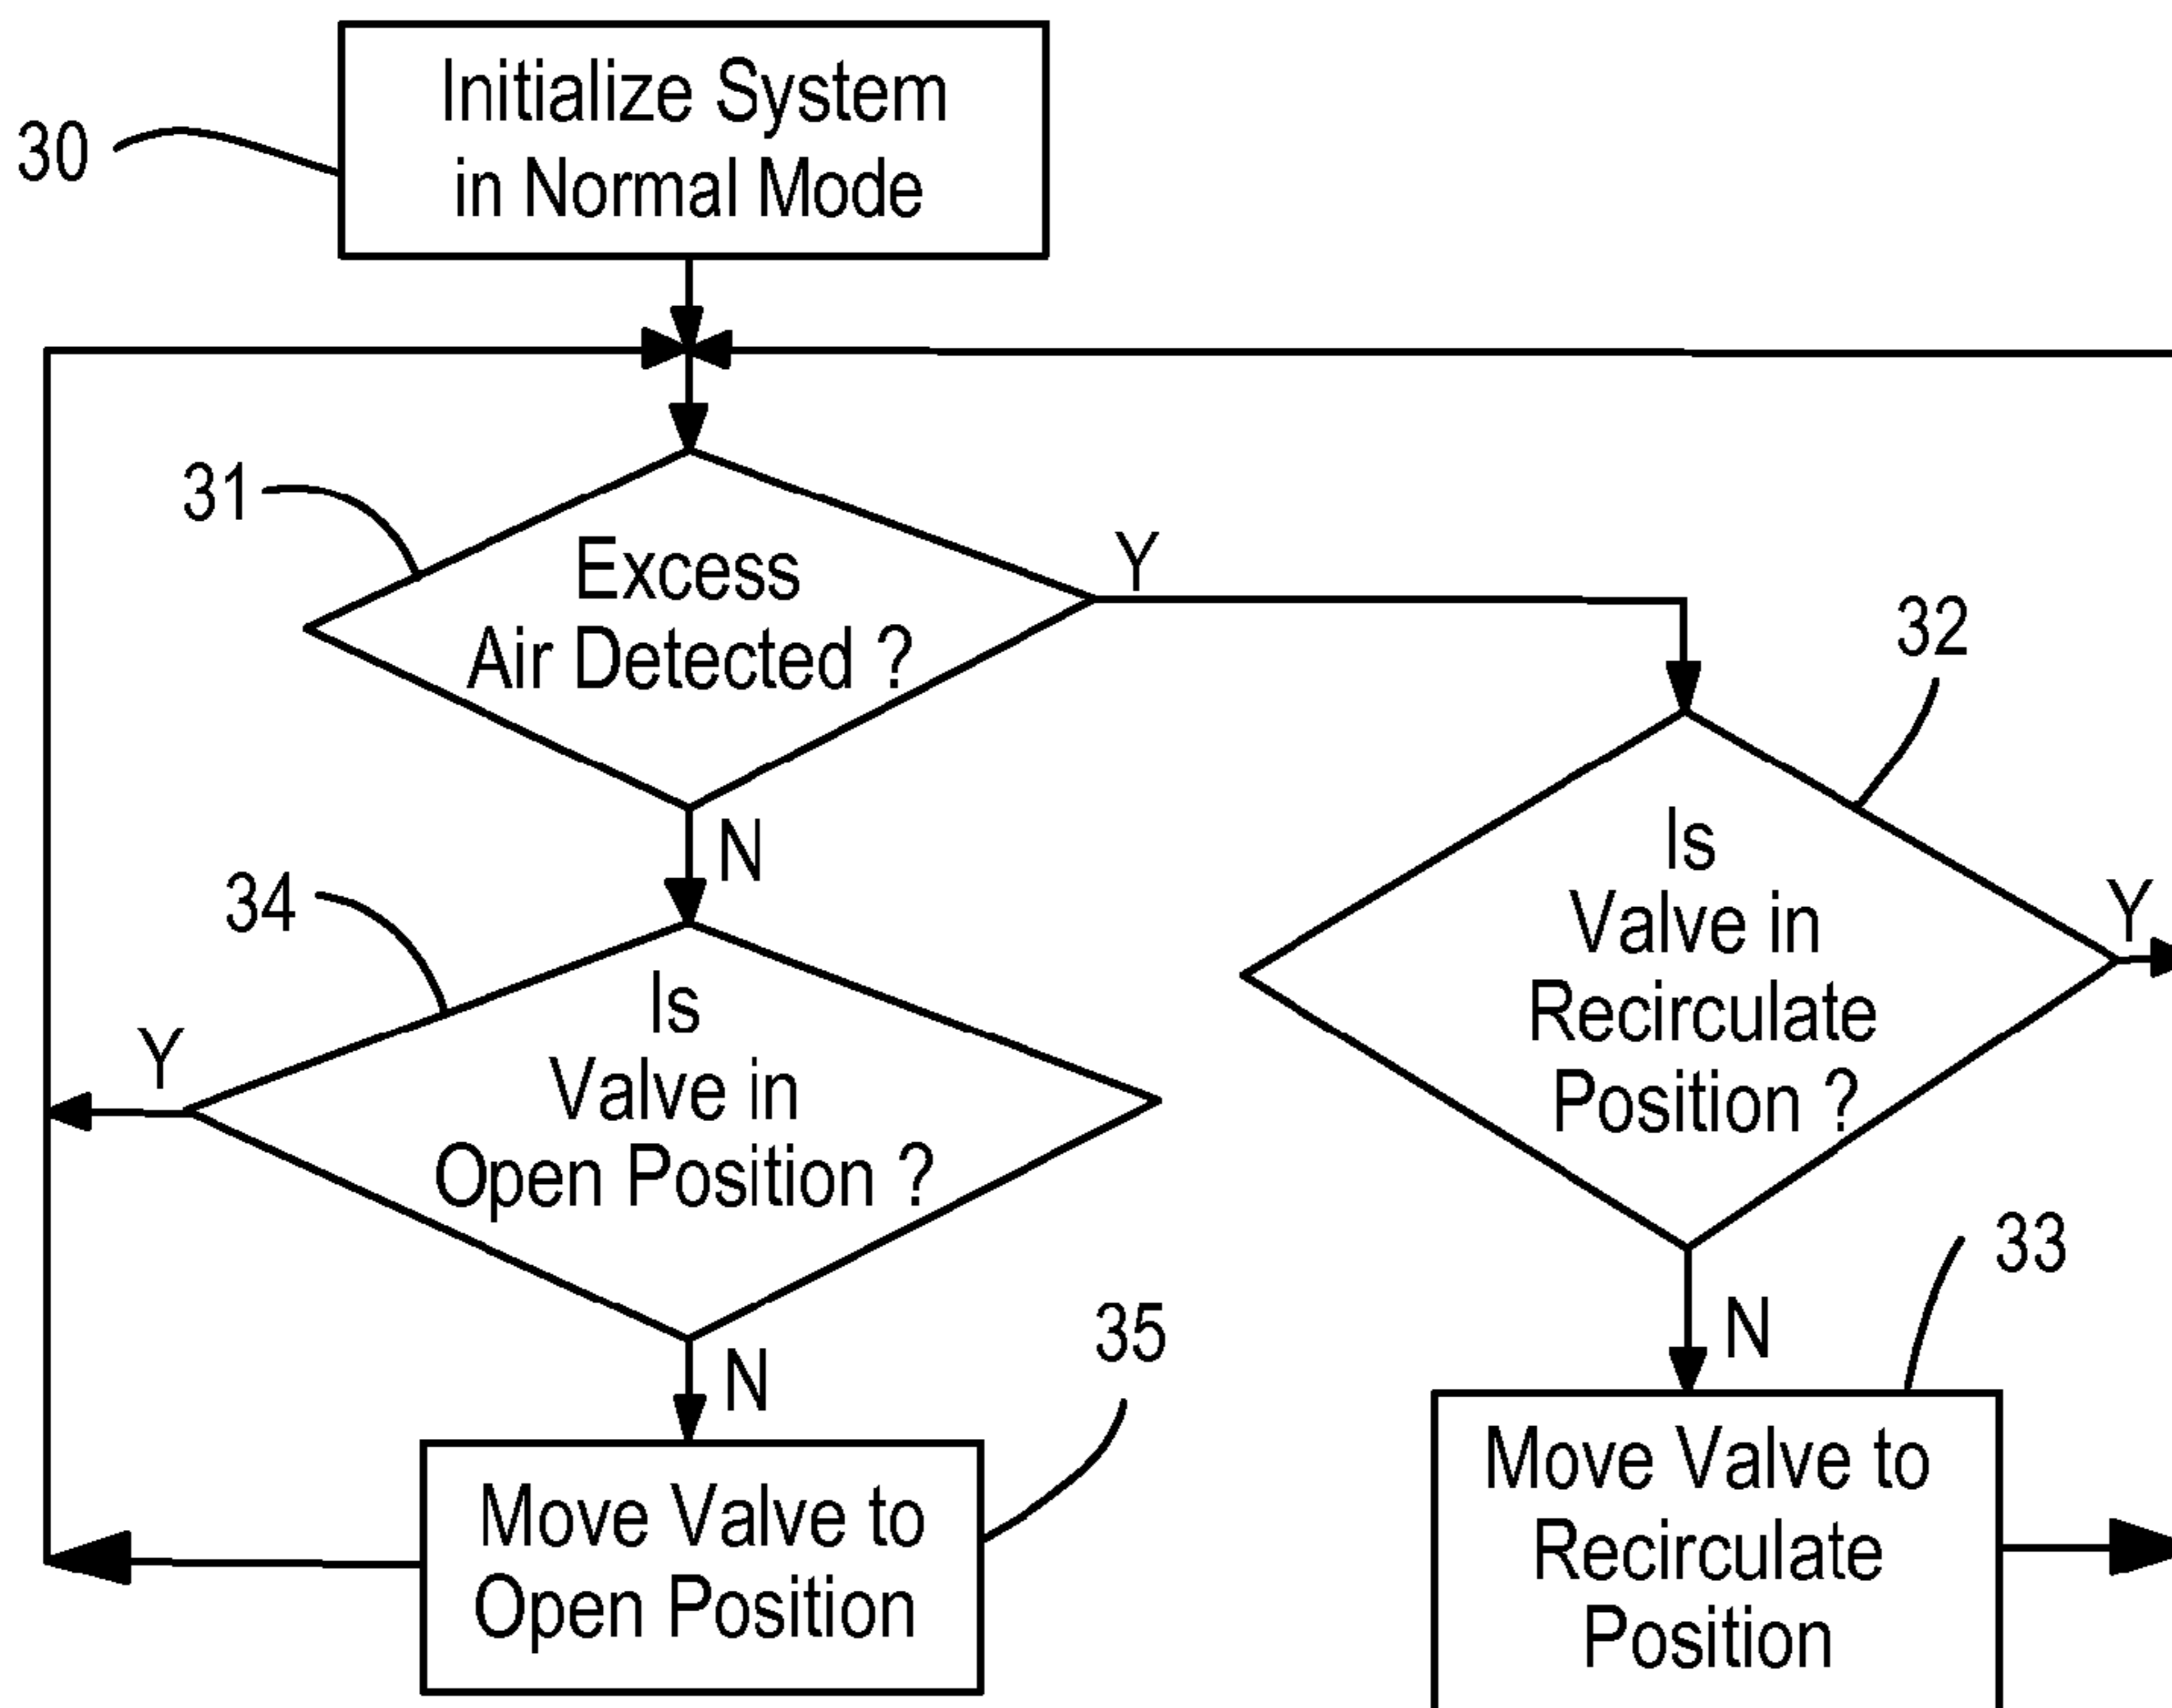 Initialize System
in Normal Mode
30
31
Excess
Air Detected ?
Y
N
32
Is
Valve in
Recirculate
Position ?
Y
N
34
Is
Valve in
Open Position ?
Y
N
33
Move Valve to
Recirculate
Position
35
Move Valve to
Open Position